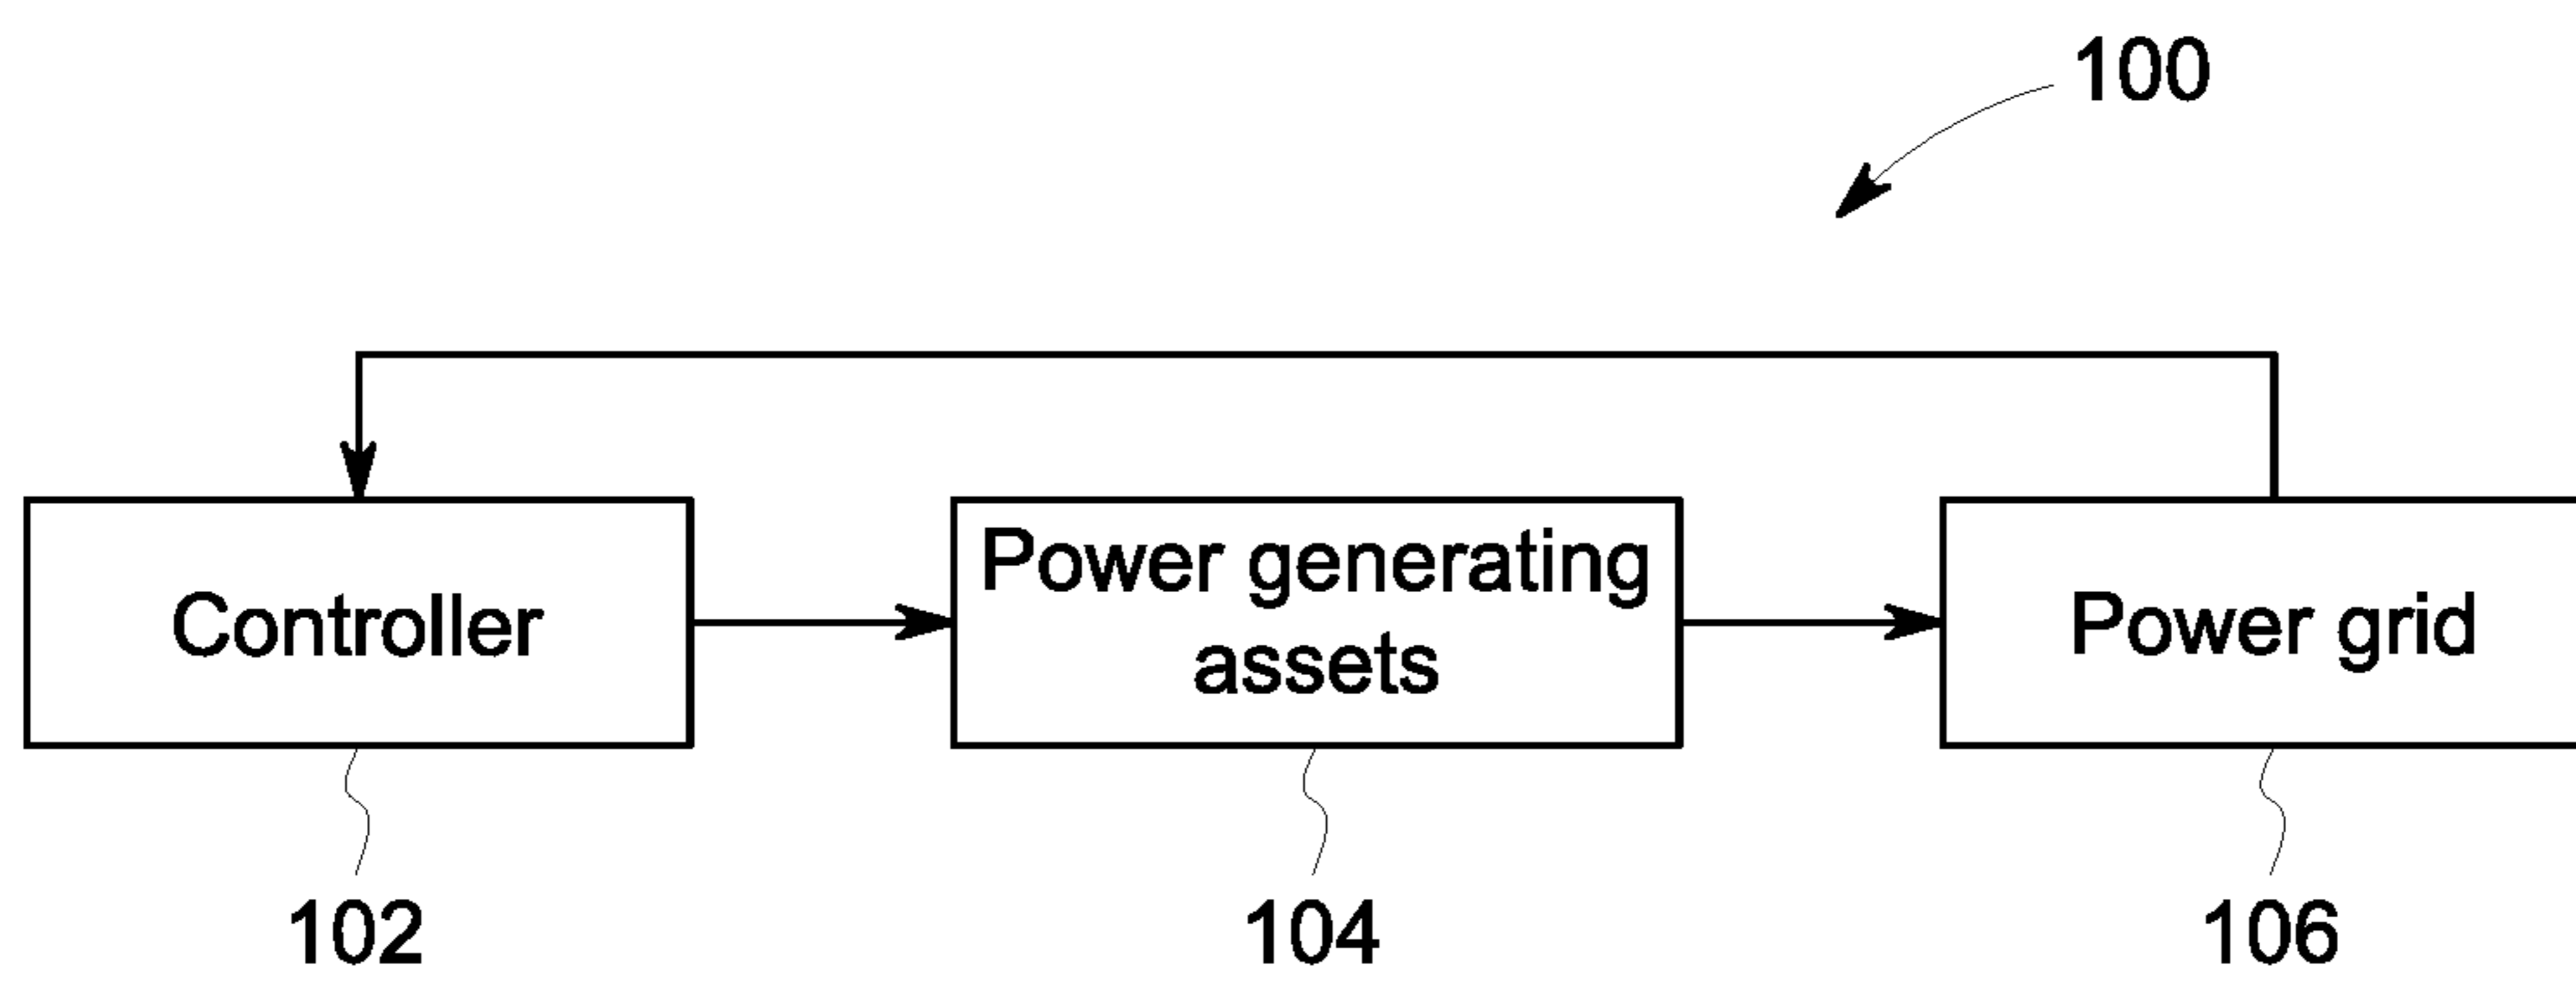 100
Controller
Power generating
assets
Power grid
102
104
106